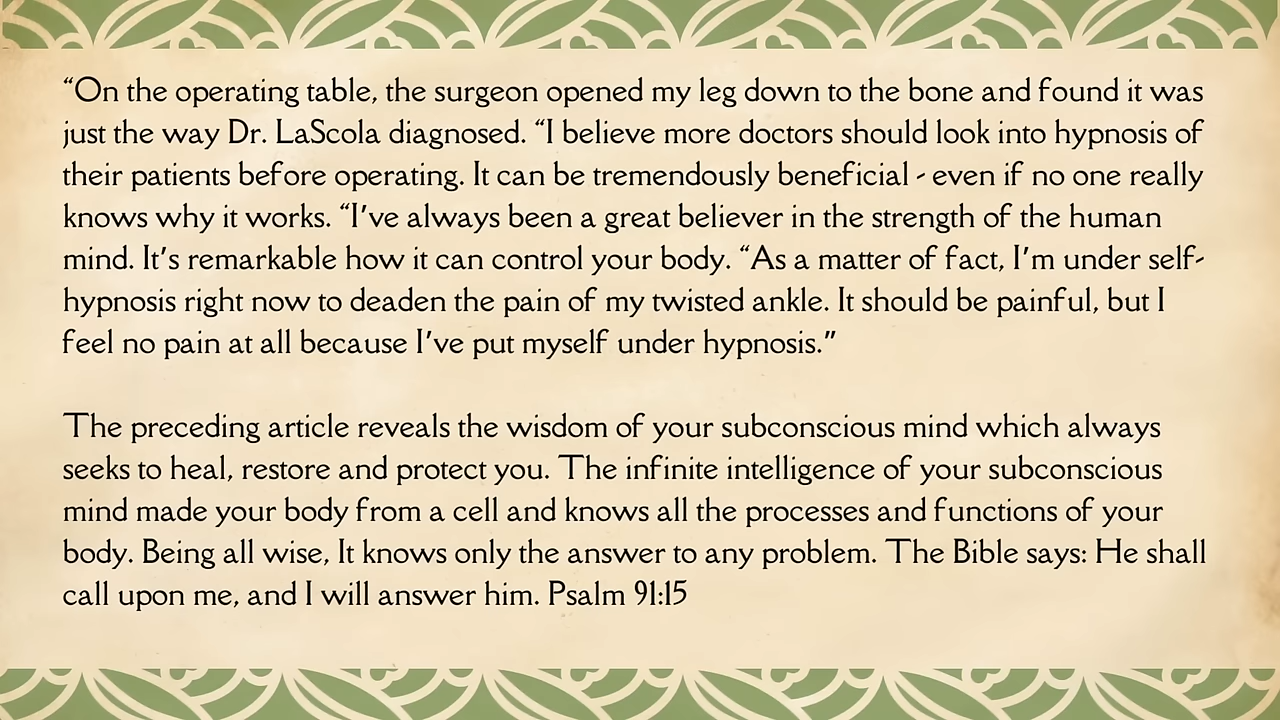 “On the operating table, the surgeon opened my leg down to the bone and found it was
just the way Dr. LaScola diagnosed. “I believe more doctors should look into hypnosis of
their patients before operating. It can be tremendously beneficial - even if no one really
knows why it works. “I've always been a great believer in the strength of the human
mind. It's remarkable how it can control your body. “As a matter of fact, I'm under self-
hypnosis right now to deaden the pain of my twisted ankle. It should be painful, but I
feel no pain at all because I've put myself under hypnosis."
The preceding article reveals the wisdom of your subconscious mind which always
seeks to heal, restore and protect you. The infinite intelligence of your subconscious
mind made your body from a cell and knows all the processes and functions of your
body. Being all wise, It knows only the answer to any problem. The Bible says: He shall
call upon me, and I will answer him. Psalm 91:15